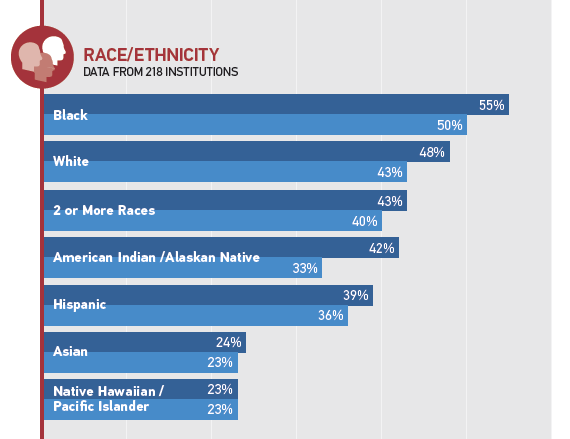 RACE/ETHNICITY
DATA FROM 218 INSTITUTIONS
55%
Black
50%
48%
White
43%
43%
2 or More Races
40%
42%
American Indian /Alaskan Native
33%
39%
Hispanic
36%
24%
Asian
23%
Native Hawaiian / 23%
Pacific Islander 23%